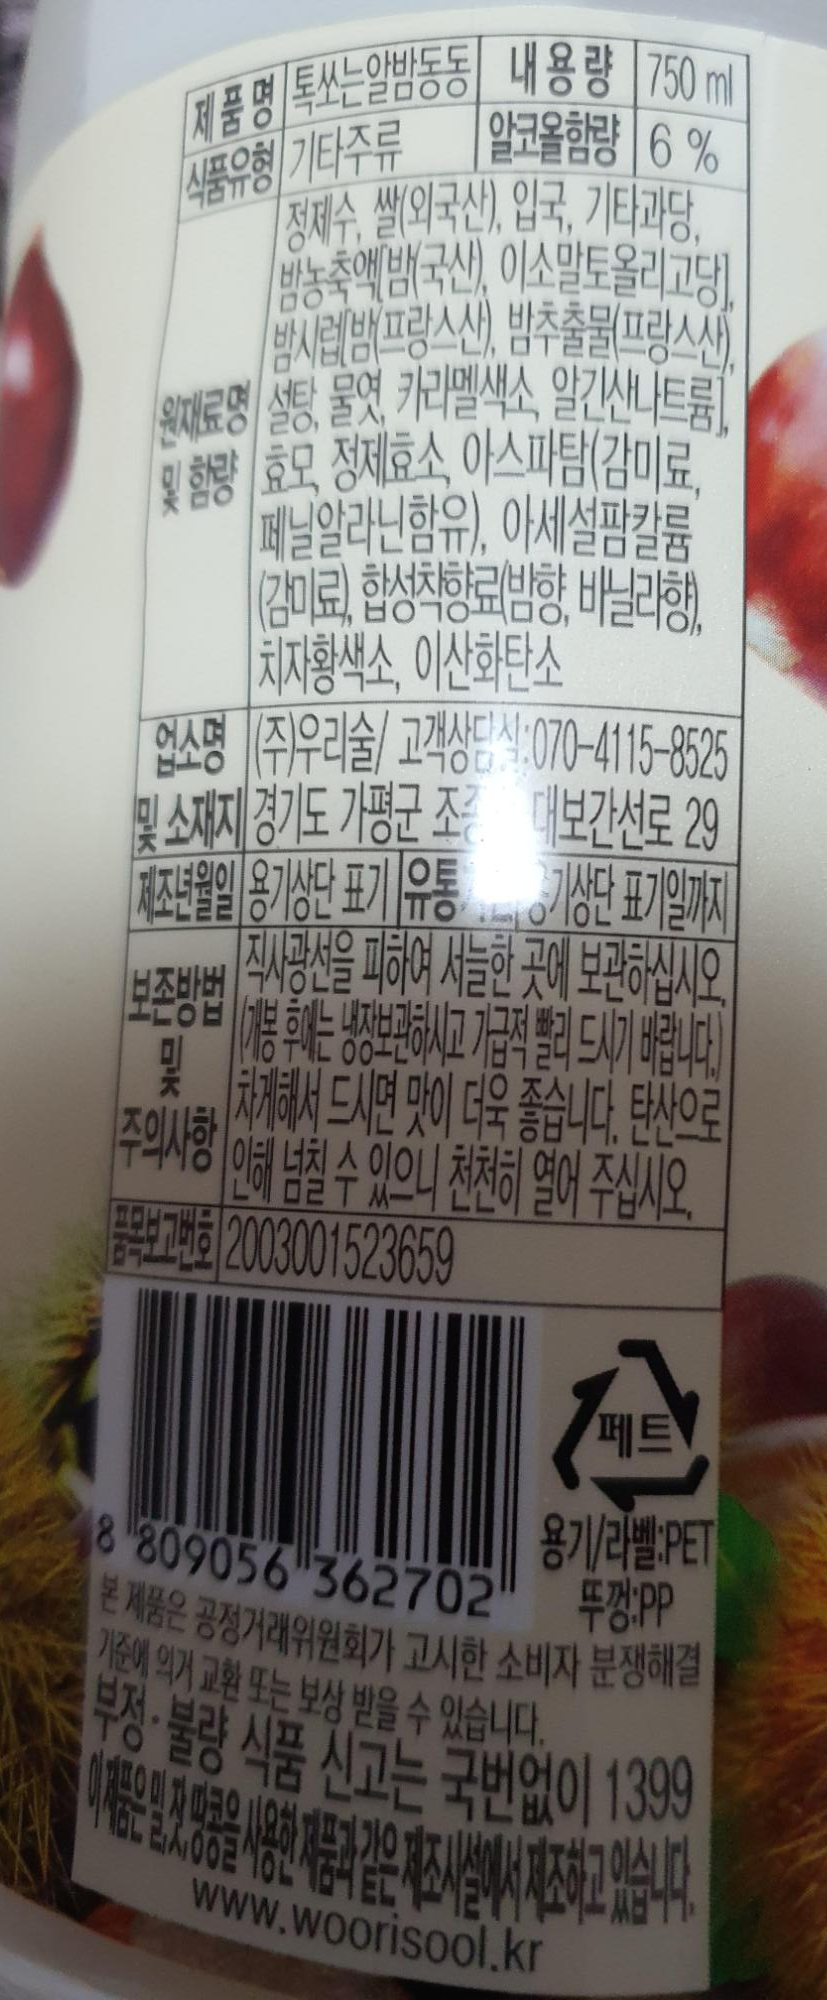 제품명 톡쏘는알밤동동 내용량 750 ml
식품유형 기타주류 알코올함량 6 %
정제수, 쌀(외국산), 입국, 기타과당,
밤농축액[밤(국산), 이소말토올리고당],
밤시럽[밤(프랑스산), 밤추출물(프랑스산),
원재료명 설탕, 물엿, 카라멜색소, 알긴산나트륨],
및 함량 효모, 정제효소, 아스파탐(감미료,
페닐알라닌함유), 아세설팜칼륨
(감미료), 합성착향료(밤향, 바닐라향),
치자황색소, 이산화탄소
업소명 (주)우리술/ 고객상담실:070-4115-8525
및 소재지 경기도 가평군 대보간선로 29
제조년월일 용기상단 표기 유통 용기상단 표기일까지
직사광선을 피하여 서늘한 곳에 보관하십시오.
보존방법 (개봉 후에는 냉장보관하시고 가급적 빨리 드시기 바랍니다.)
및 차게해서 드시면 맛이 더욱 좋습니다. 탄산으로
주의사항 인해 넘칠 수 있으니 천천히 열어 주십시오.
품목보고번호 2003001523659
페트
용기/라벨:PET
뚜껑:PP
8 809056 362702
본 제품은 공정거래위원회가 고시한 소비자 분쟁해결
기준에 의거 교환 또는 보상 받을 수 있습니다.
부정·불량 식품 신고는 국번없이 1399
이 제품은 밀,잣,땅콩을 사용한 제품과 같은 제조시설에서 제조하고 있습니다.
www.woorisool.kr